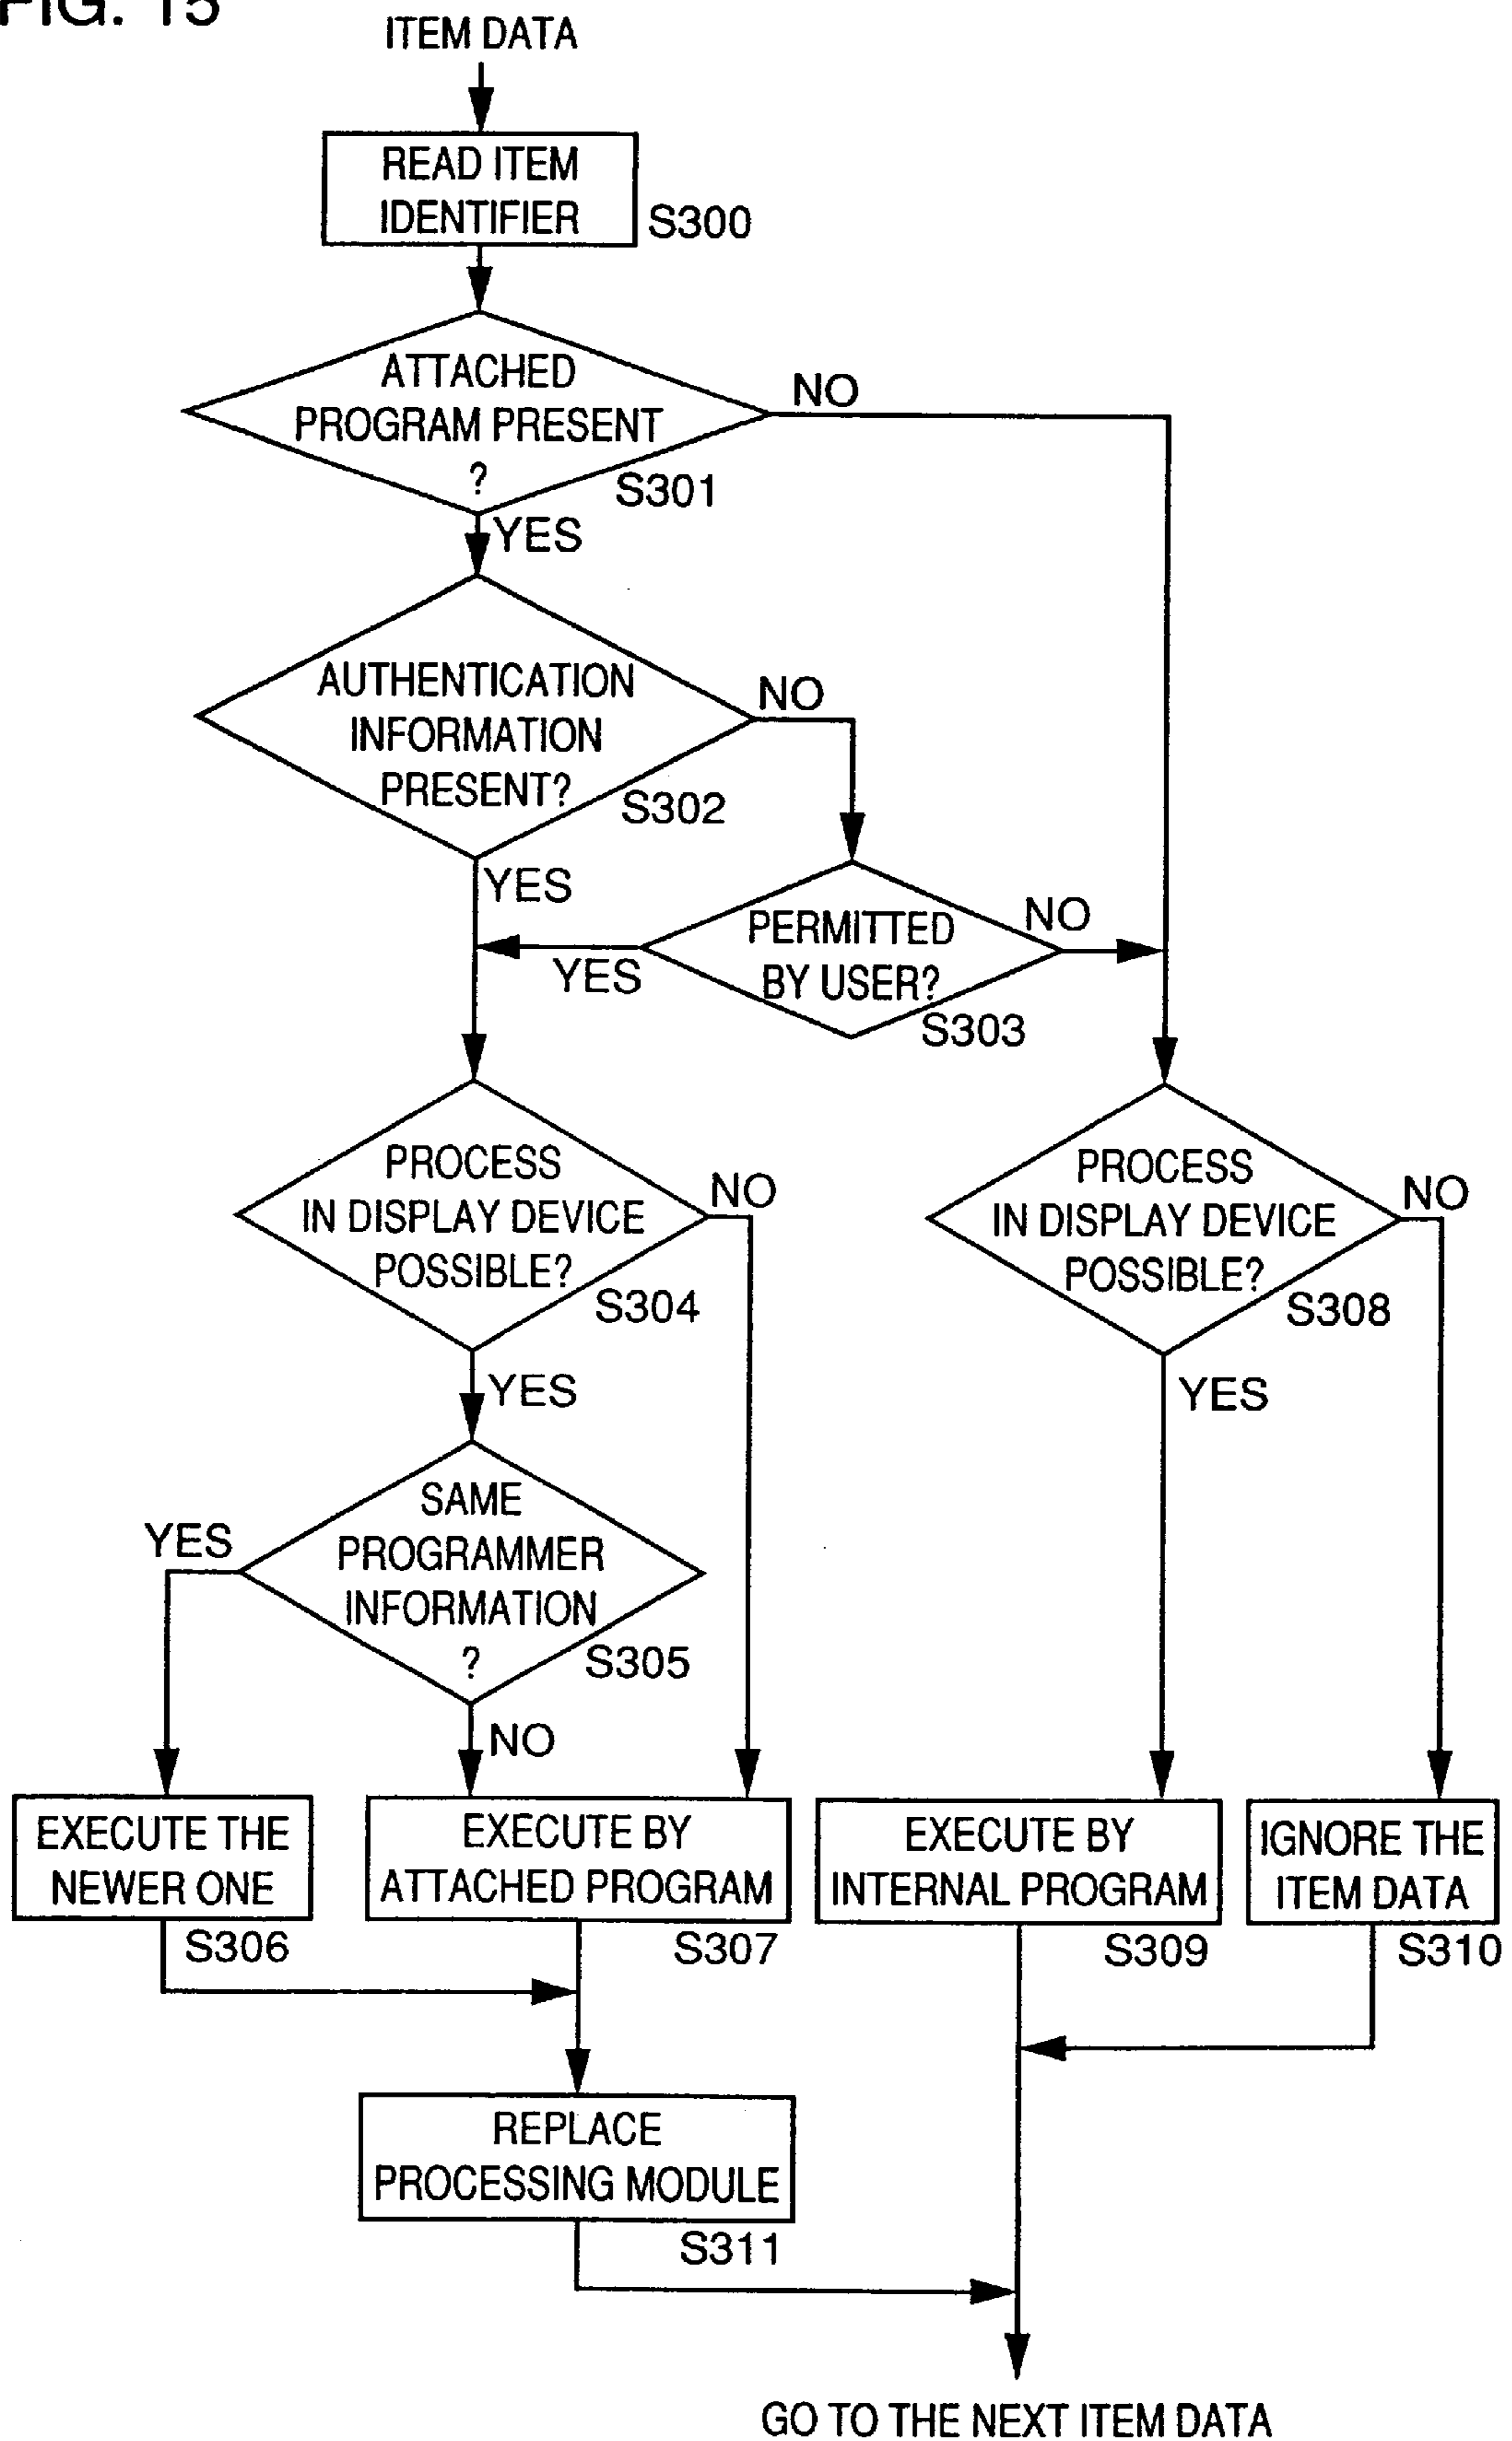 FIG. 15
ITEM DATA
READ ITEM
IDENTIFIER
S300
ATTACHED
PROGRAM PRESENT
?
S301
NO
YES
AUTHENTICATION
INFORMATION
PRESENT?
S302
NO
YES
PERMITTED
BY USER?
S303
NO
YES
PROCESS
IN DISPLAY DEVICE
POSSIBLE?
S304
NO
YES
PROCESS
IN DISPLAY DEVICE
POSSIBLE?
S308
NO
YES
SAME
PROGRAMMER
INFORMATION
?
S305
YES
NO
EXECUTE THE
NEWER ONE
S306
EXECUTE BY
ATTACHED PROGRAM
S307
EXECUTE BY
INTERNAL PROGRAM
S309
IGNORE THE
ITEM DATA
S310
REPLACE
PROCESSING MODULE
S311
GO TO THE NEXT ITEM DATA